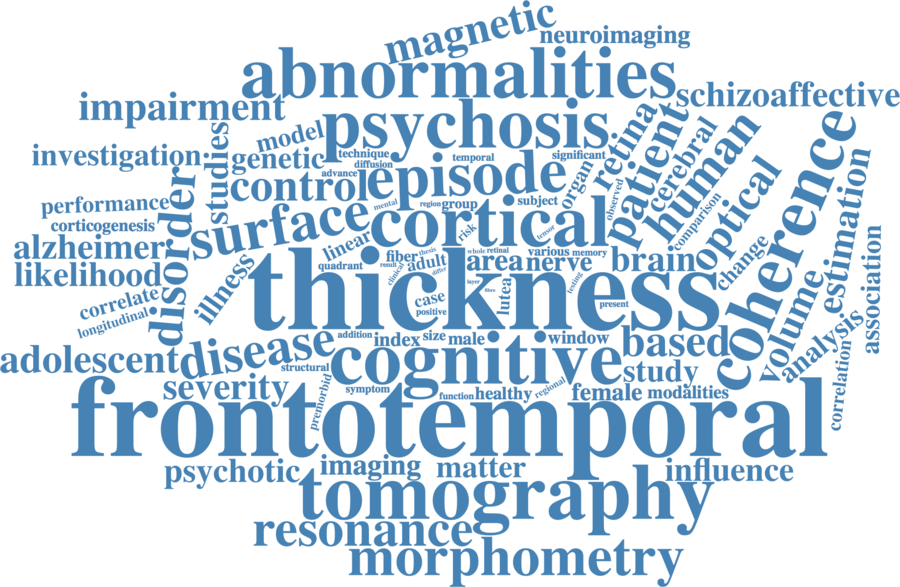 magnetic
neuroimaging
abnormalities
schizoaffective
impairment
psychosis
retina
patient
cerebral
human
coherence
model
studies
investigation
genetic
technique
diffusion
temporal
significant
advance
control
episode
organ
observed
optical
estimation
performance
disorder
mental
region
group
subject
corticogenesis
surface
cortical
risk
tensor
comparison
alzheimer
linear
fiber
thesis
whole
retinal
various
memory
likelihood
illness
quadrant
result
clinical
adult
differ
area
nerve
brain
change
association
thickness
layer
fibre
luteal
testing
correlate
longitudinal
case
positive
present
volume
analysis
adolescent
disease
addition
index
size
male
window
based
structural
cognitive
study
correlation
severity
premorbid
symptom
function
healthy
regional
female
modalities
frontotemporal
psychotic
imaging
matter
influence
tomography
resonance
morphometry